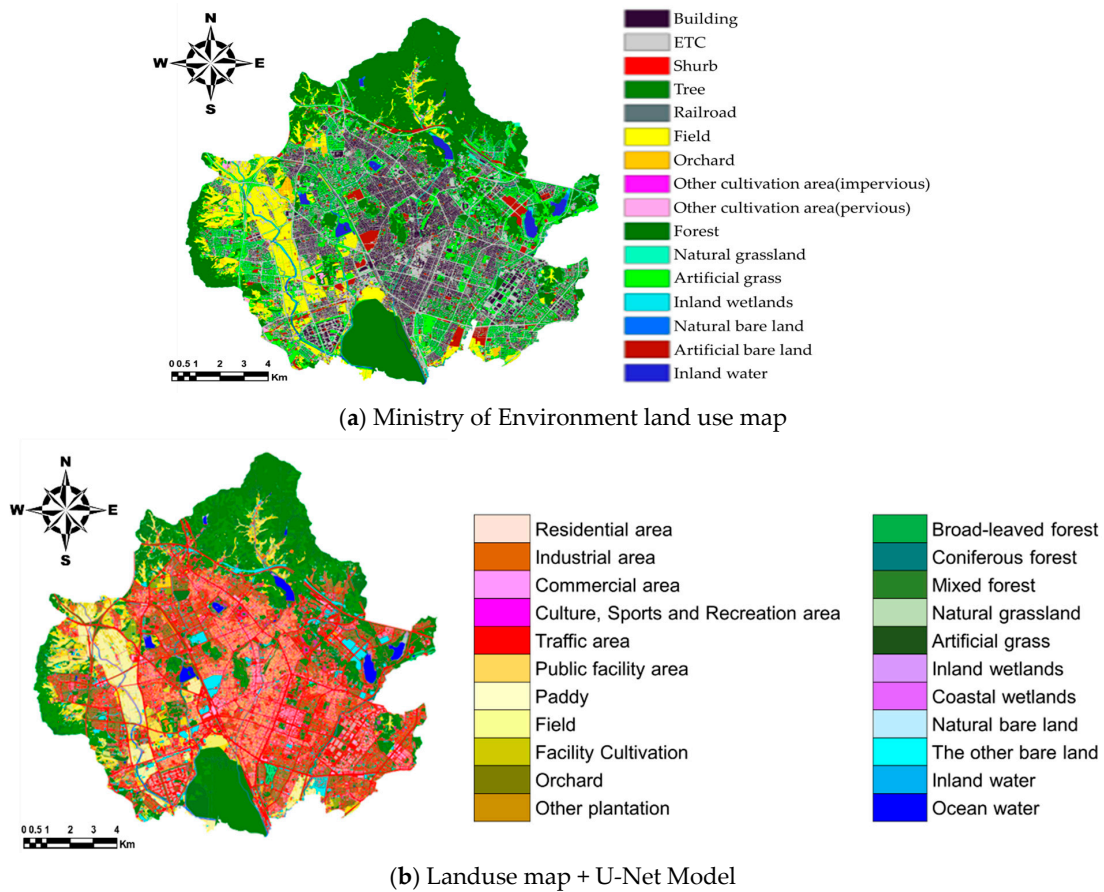 N
W E
S
0 0.5 1 2 3 4
Km
Building
ETC
Shurb
Tree
Railroad
Field
Orchard
Other cultivation area(impervious)
Other cultivation area(pervious)
Forest
Natural grassland
Artificial grass
Inland wetlands
Natural bare land
Artificial bare land
Inland water
(a) Ministry of Environment land use map
N
W E
S
0 0.5 1 2 3 4
Km
Residential area
Industrial area
Commercial area
Culture, Sports and Recreation area
Traffic area
Public facility area
Paddy
Field
Facility Cultivation
Orchard
Other plantation
Broad-leaved forest
Coniferous forest
Mixed forest
Natural grassland
Artificial grass
Inland wetlands
Coastal wetlands
Natural bare land
The other bare land
Inland water
Ocean water
(b) Landuse map + U-Net Model